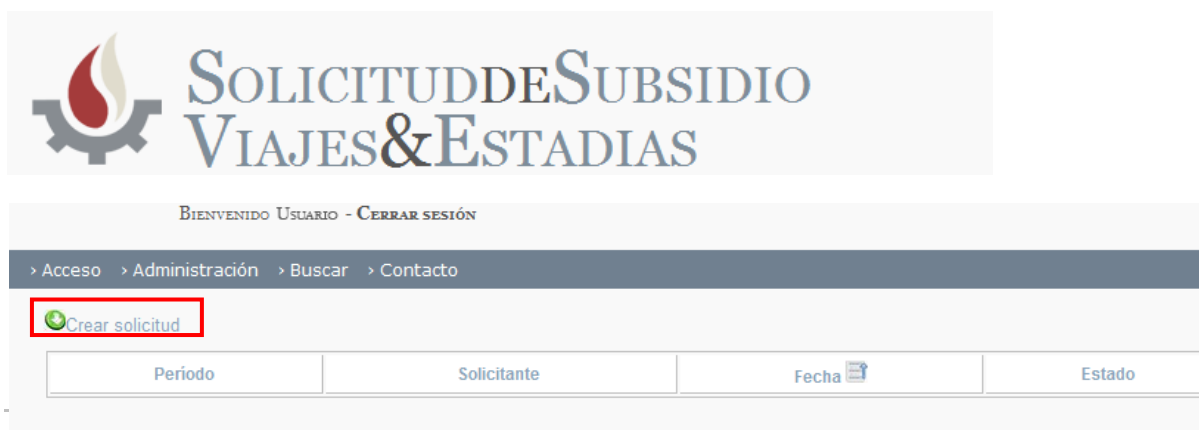 SOLICITUDDESUBSIDIO
VIAJES&ESTADIAS
BIENVENIDO USUARIO - CERRAR SESIÓN
› Acceso › Administración › Buscar › Contacto
Crear solicitud
Período Solicitante Fecha Estado